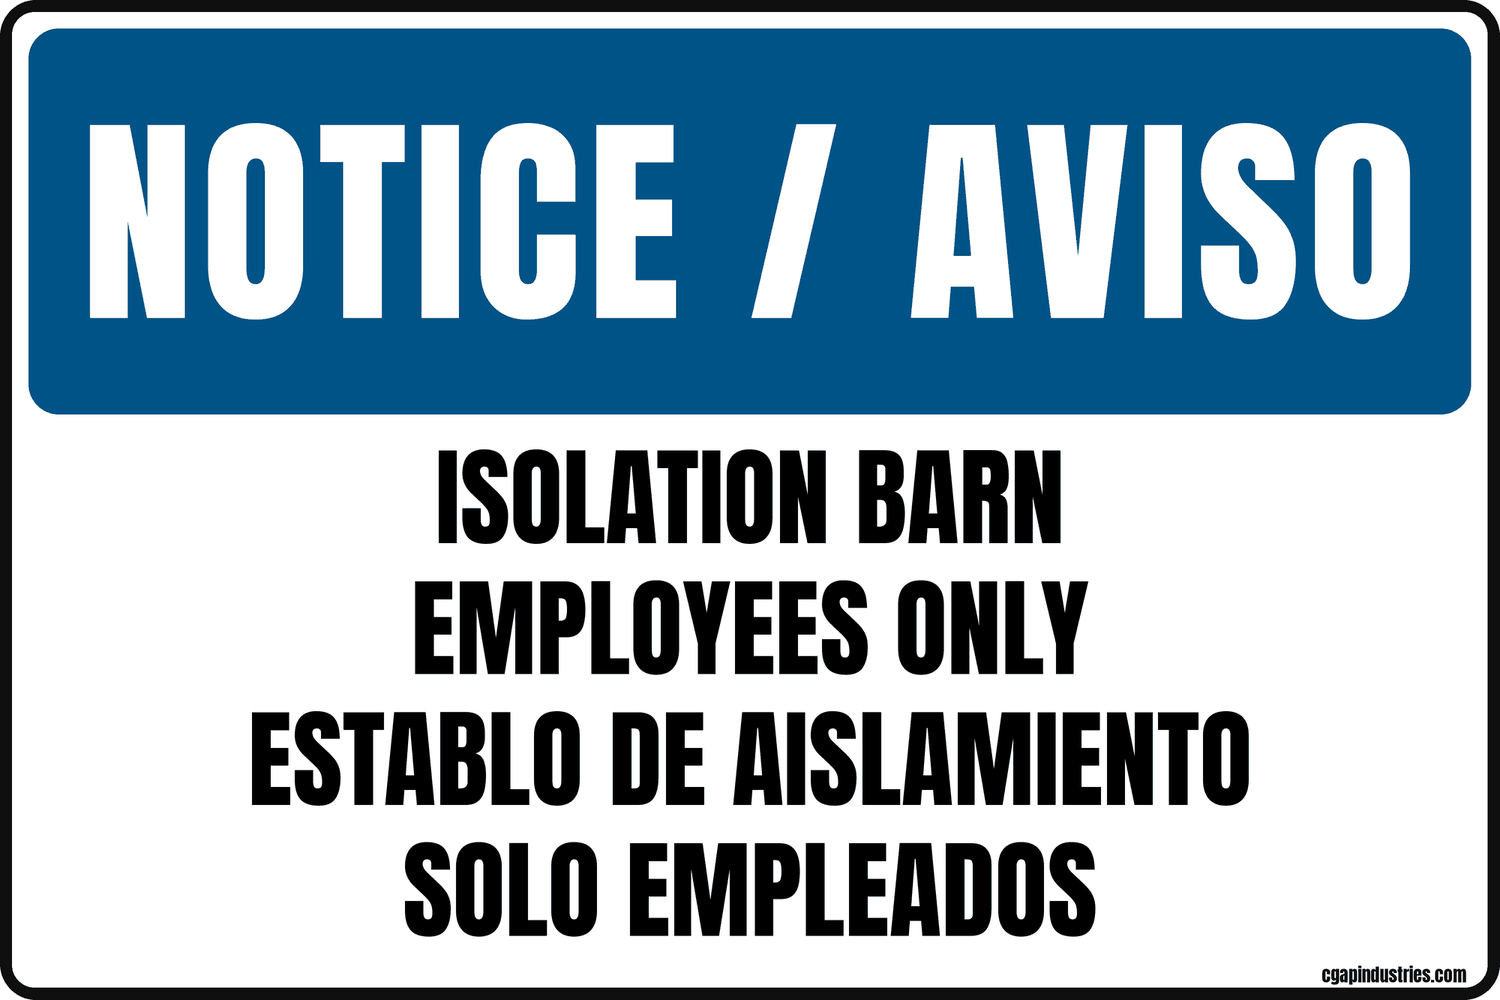 NOTICE / AVISO
ISOLATION BARN
EMPLOYEES ONLY
ESTABLO DE AISLAMIENTO
SOLO EMPLEADOS
cgapindustries.com